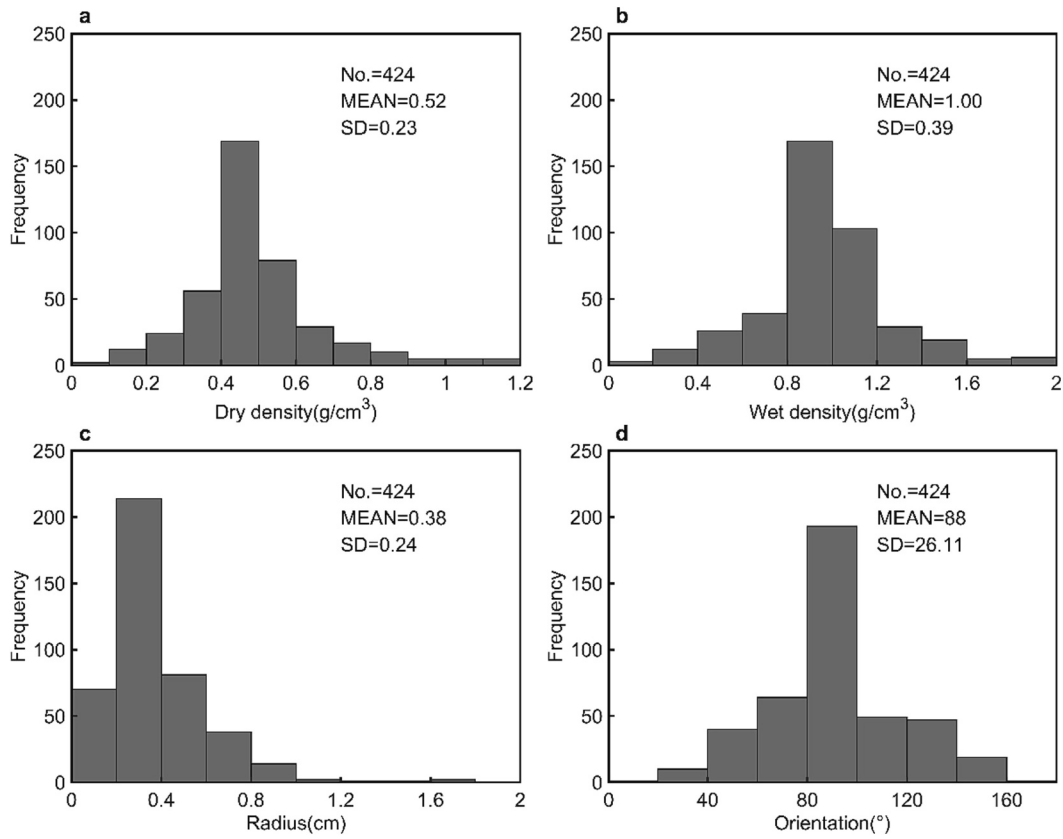 a
250
200
150
100
50
0
Frequency
No.=424
MEAN=0.52
SD=0.23
0 0.2 0.4 0.6 0.8 1 1.2
Dry density(g/cm³)
b
250
200
150
100
50
0
Frequency
No.=424
MEAN=1.00
SD=0.39
0 0.4 0.8 1.2 1.6 2
Wet density(g/cm³)
c
250
200
150
100
50
0
Frequency
No.=424
MEAN=0.38
SD=0.24
0 0.4 0.8 1.2 1.6 2
Radius(cm)
d
250
200
150
100
50
0
Frequency
No.=424
MEAN=88
SD=26.11
0 40 80 120 160
Orientation(°)